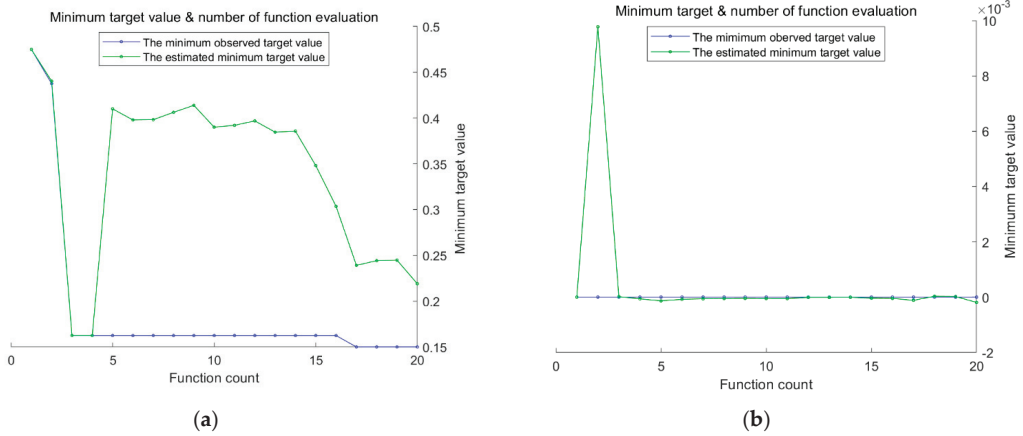 Minimum target value & number of function evaluation
The minimum observed target value
The estimated minimum target value
0.5
0.45
0.4
0.35
0.3
0.25
0.2
0.15
Minimum target value
0
5
10
15
20
Function count
(a)
Minimum target & number of function evaluation
×10⁻³
The mimimum oberved target value
The estimated minimum target value
10
8
6
4
2
0
-2
Minimunm target value
0
5
10
15
20
Function count
(b)